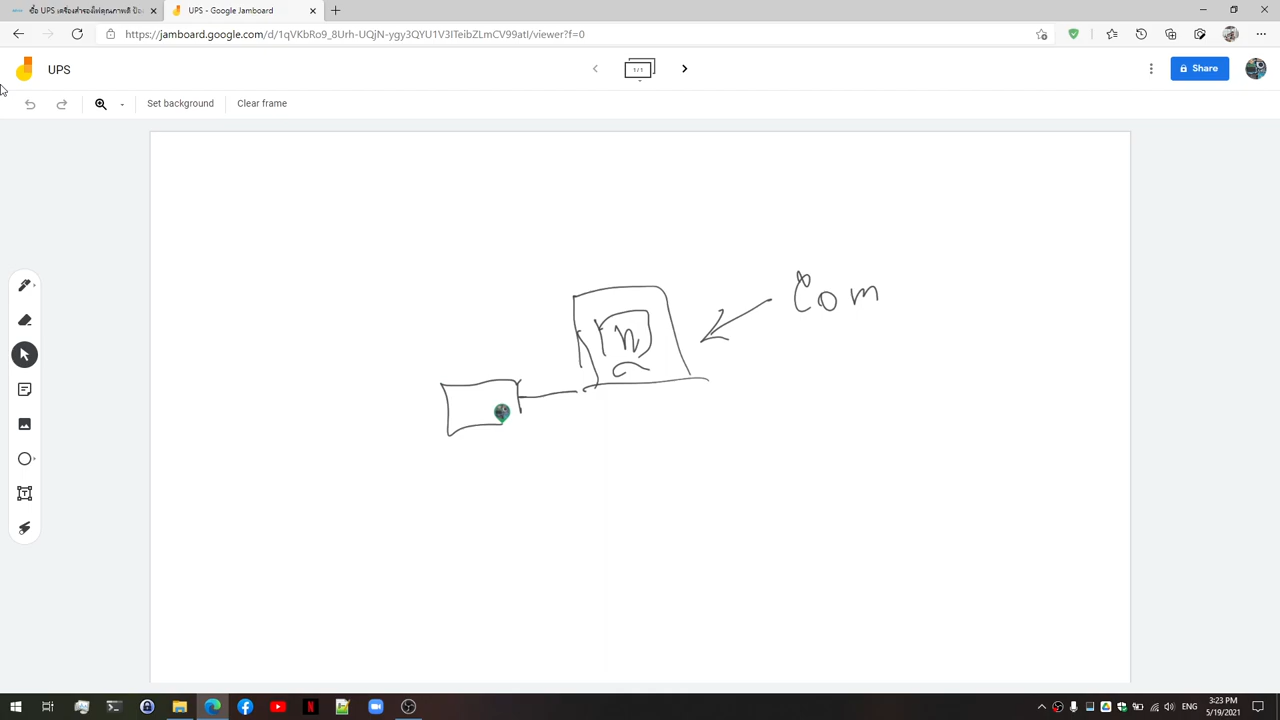 ซื้อ UPS เครื่องสำรองไฟคุณภาพดี ป้อง
UPS - Google Jamboard
https://jamboard.google.com/d/1qVKbRo9_8Urh-UQjN-ygy3QYU1V3ITeibZLmCV99atI/viewer?f=0
UPS
1/1
Share
Set background
Clear frame
Com
n
ENG
3:23 PM
5/19/2021